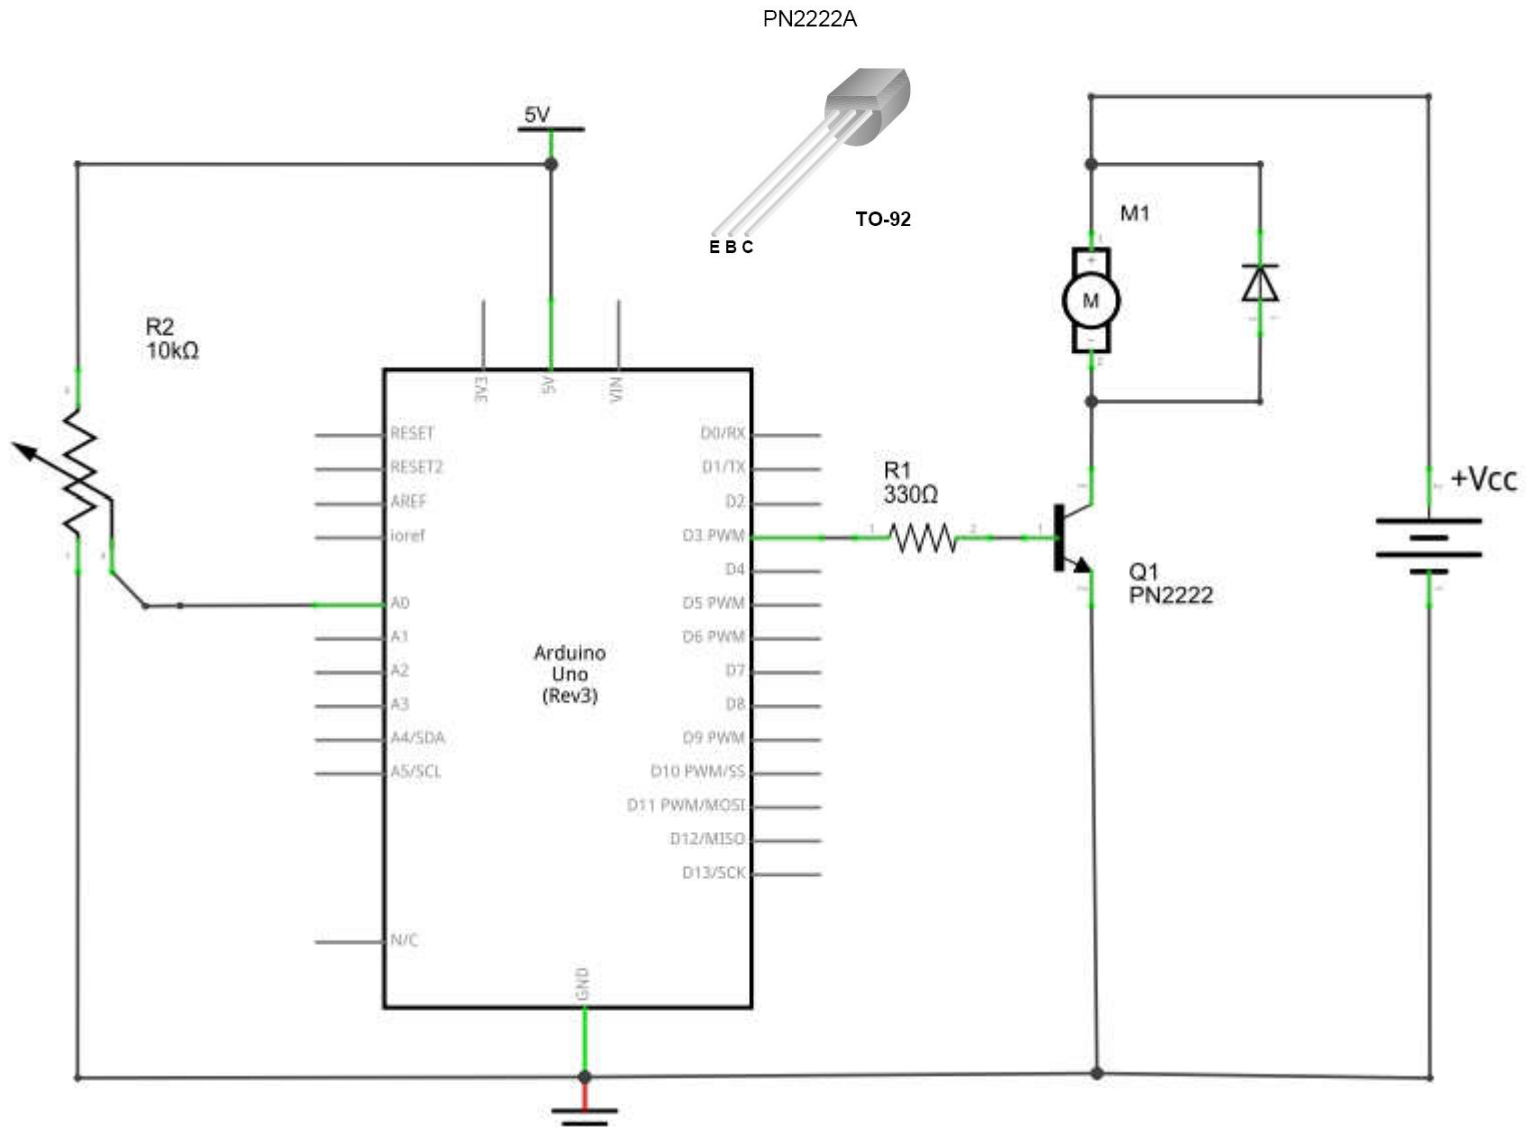 PN2222A
5V
TO-92
E B C
M1
+
M
-
R2
10kΩ
3V3
5V
VIN
RESET
RESET2
AREF
ioref
A0
A1
A2
A3
A4/SDA
A5/SCL
N/C
D0/RX
D1/TX
D2
D3 PWM
D4
D5 PWM
D6 PWM
D7
D8
D9 PWM
D10 PWM/SS
D11 PWM/MOSI
D12/MISO
D13/SCK
Arduino
Uno
(Rev3)
GND
R1
330Ω
1
2
1
Q1
PN2222
+Vcc